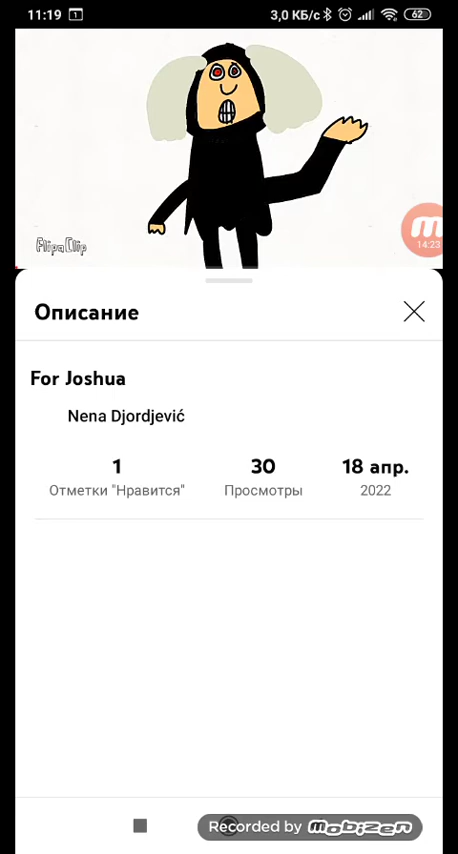 11:19 1 3,0 КБ/с 62
FlipaClip
14:23
Описание
For Joshua
Nena Djordjević
1 30 18 апр.
Отметки "Нравится" Просмотры 2022
Recorded by mobizen